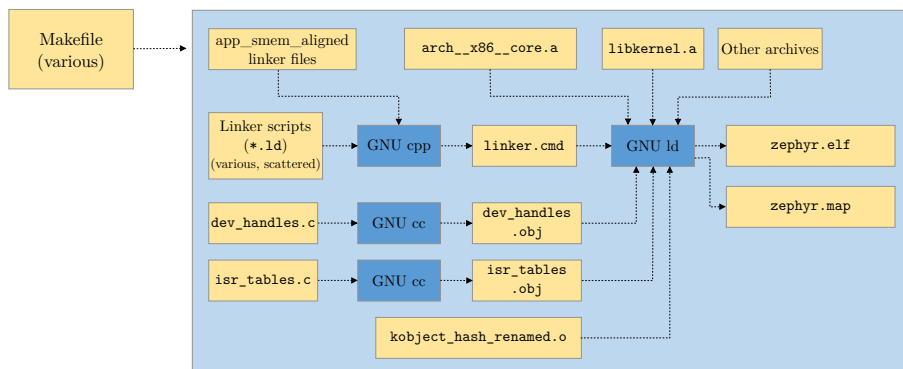 Makefile
(various)
app_smem_aligned
linker files
arch__x86__core.a
libkernel.a
Other archives
Linker scripts
(*.ld)
(various, scattered)
GNU cpp
linker.cmd
GNU ld
zephyr.elf
zephyr.map
dev_handles.c
GNU cc
dev_handles
.obj
isr_tables.c
GNU cc
isr_tables
.obj
kobject_hash_renamed.o